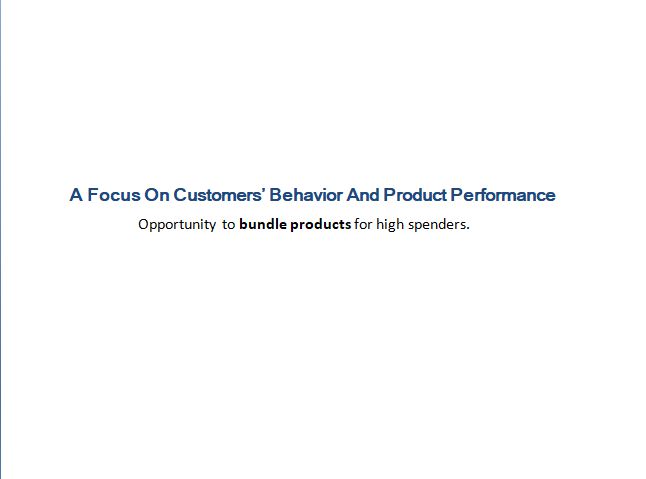 A Focus On Customers’ Behavior And Product Performance
Opportunity to bundle products for high spenders.